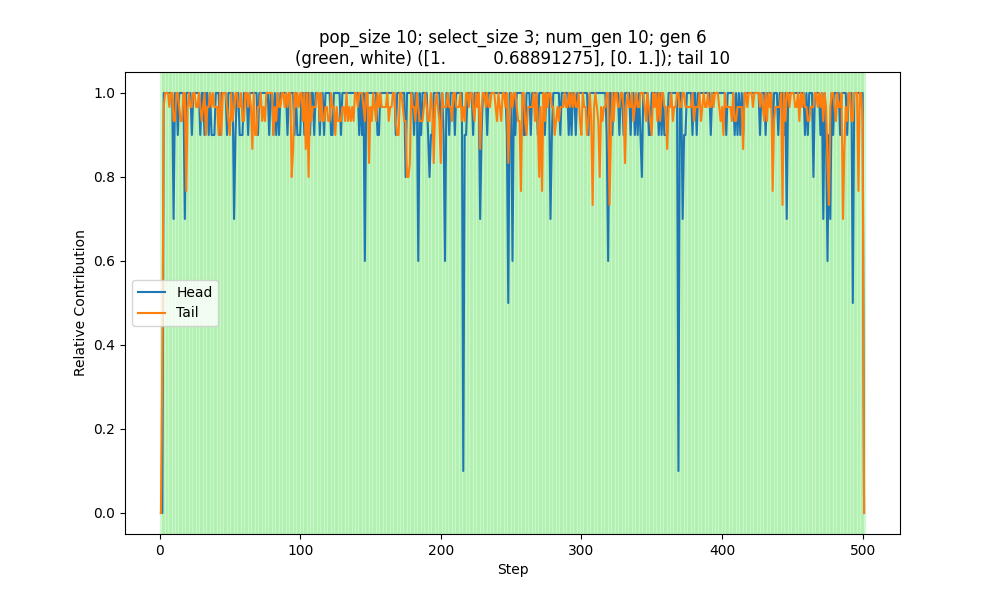 pop_size 10; select_size 3; num_gen 10; gen 6
(green, white) ([1.         0.68891275], [0. 1.]); tail 10
1.0
0.8
0.6
0.4
0.2
0.0
Relative Contribution
Head
Tail
0
100
200
300
400
500
Step